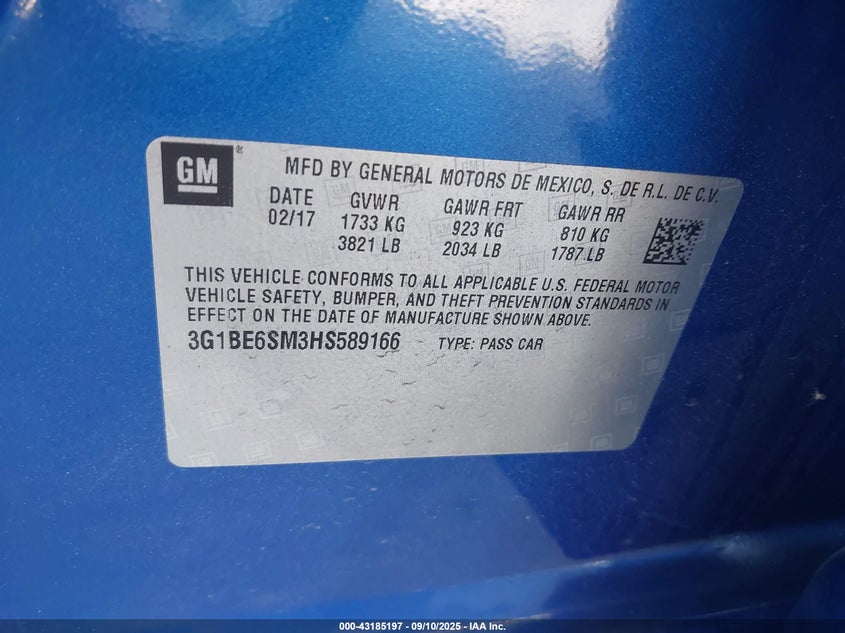 GM®
MFD BY GENERAL MOTORS DE MEXICO, S. DE R.L. DE C.V.
DATE GVWR GAWR FRT GAWR RR
02/17 1733 KG 923 KG 810 KG
3821 LB 2034 LB 1787 LB
THIS VEHICLE CONFORMS TO ALL APPLICABLE U.S. FEDERAL MOTOR
VEHICLE SAFETY, BUMPER, AND THEFT PREVENTION STANDARDS IN
EFFECT ON THE DATE OF MANUFACTURE SHOWN ABOVE.
3G1BE6SM3HS589166 TYPE: PASS CAR
000-43185197 - 09/10/2025 - IAA Inc.